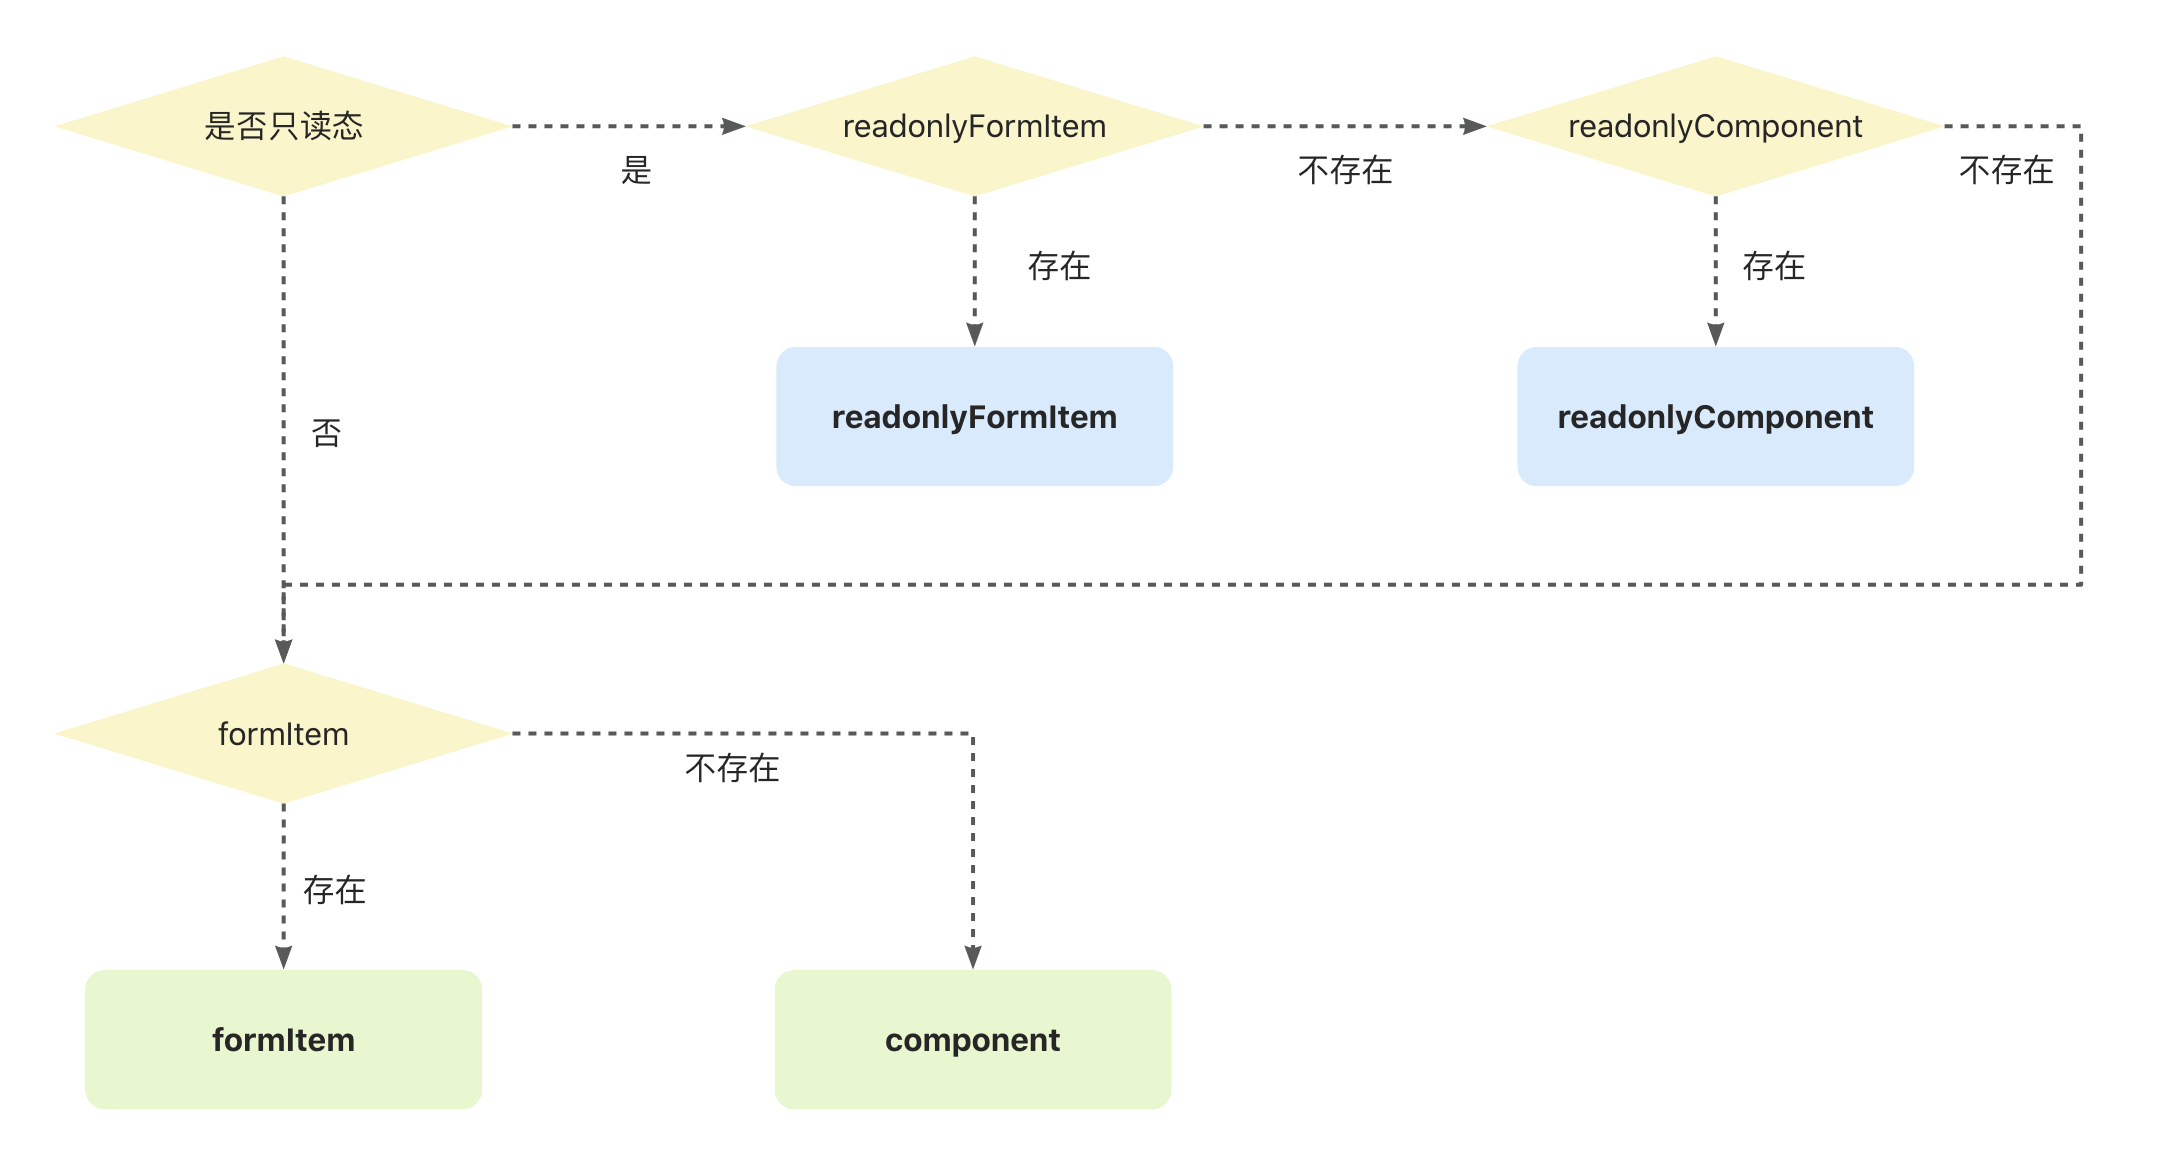 是否只读态
是
readonlyFormItem
不存在
readonlyComponent
不存在
存在
存在
readonlyFormItem
readonlyComponent
否
formItem
不存在
存在
formItem
component